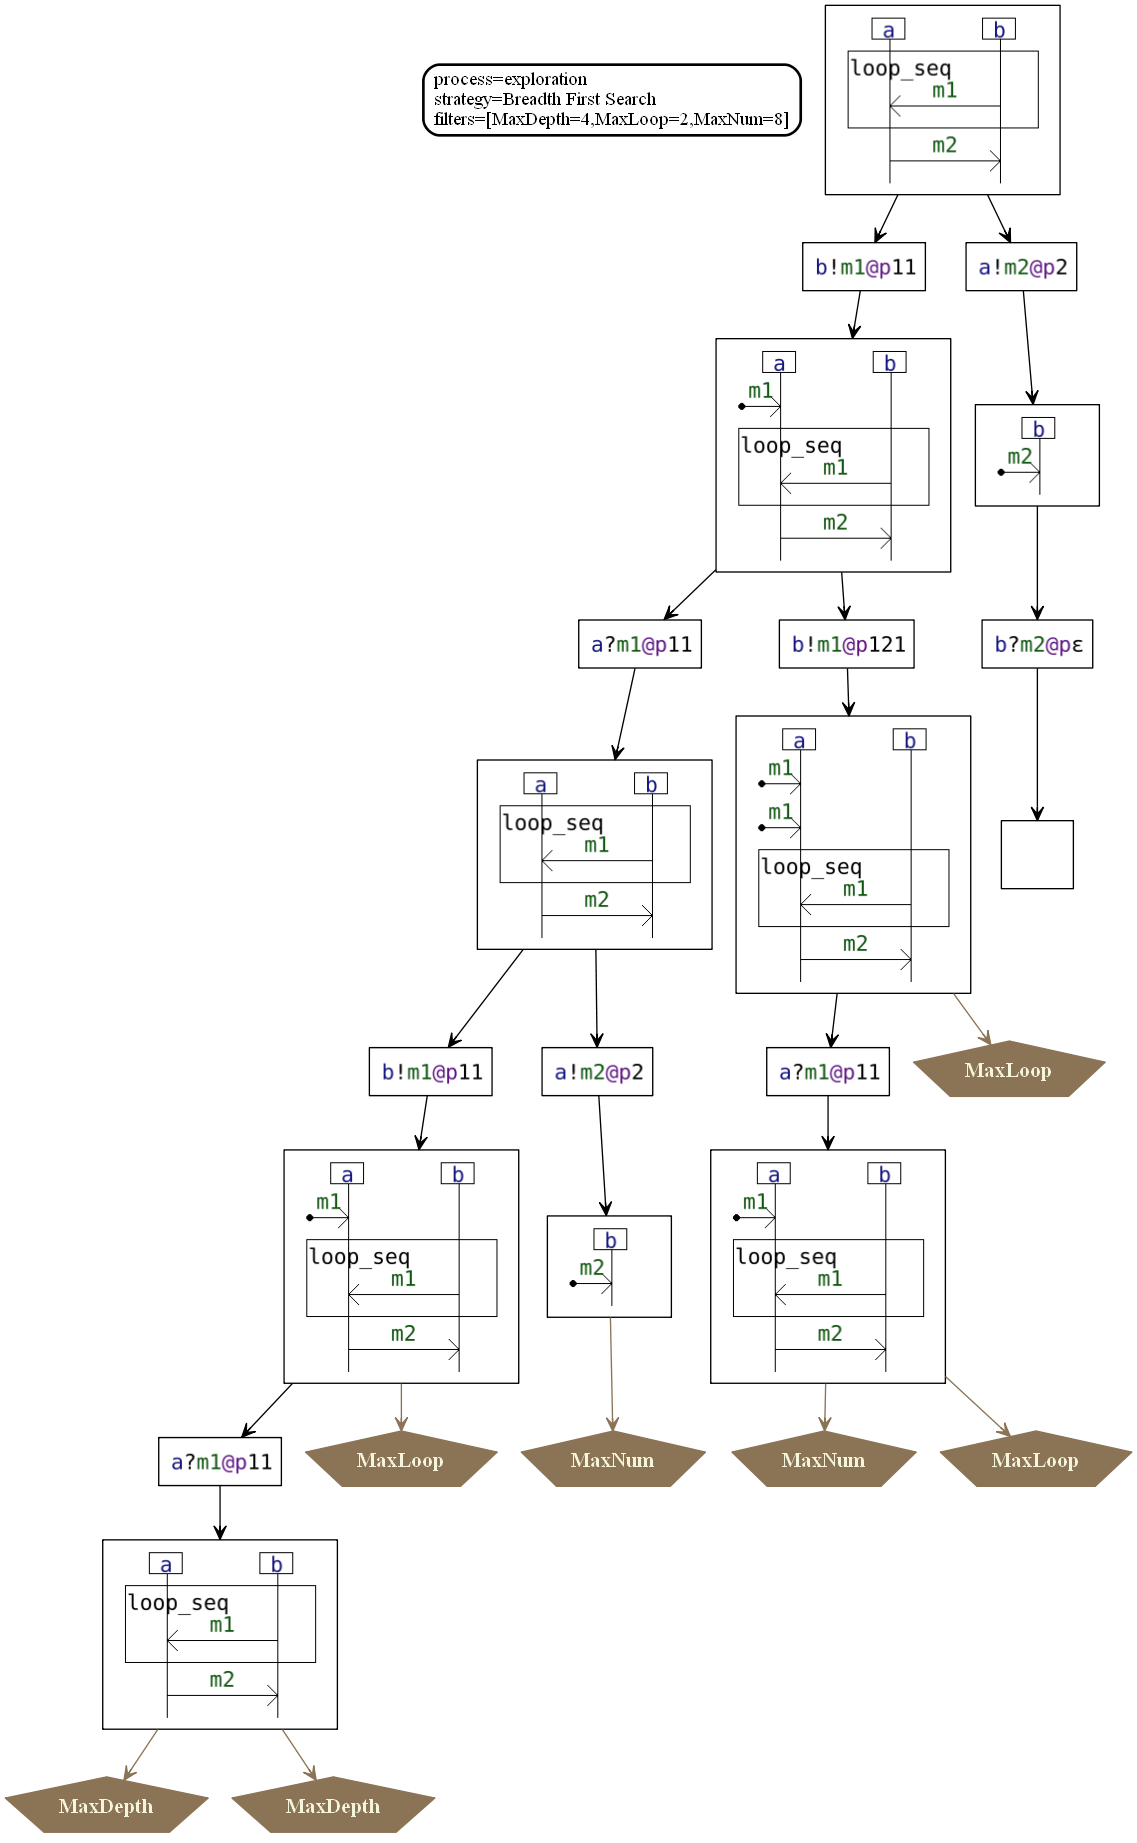 a b
loop_seq
m1
m2
process=exploration
strategy=Breadth First Search
filters=[MaxDepth=4,MaxLoop=2,MaxNum=8]
b!m1@p11 a!m2@p2
a b
m1
loop_seq
m1
m2
b
m2
a?m1@p11 b!m1@p121 b?m2@pε
a b
loop_seq
m1
m2
a b
m1
m1
loop_seq
m1
m2
b!m1@p11 a!m2@p2 a?m1@p11 MaxLoop
a b
m1
loop_seq
m1
m2
b
m2
a b
m1
loop_seq
m1
m2
a?m1@p11 MaxLoop MaxNum MaxNum MaxLoop
a b
loop_seq
m1
m2
MaxDepth MaxDepth